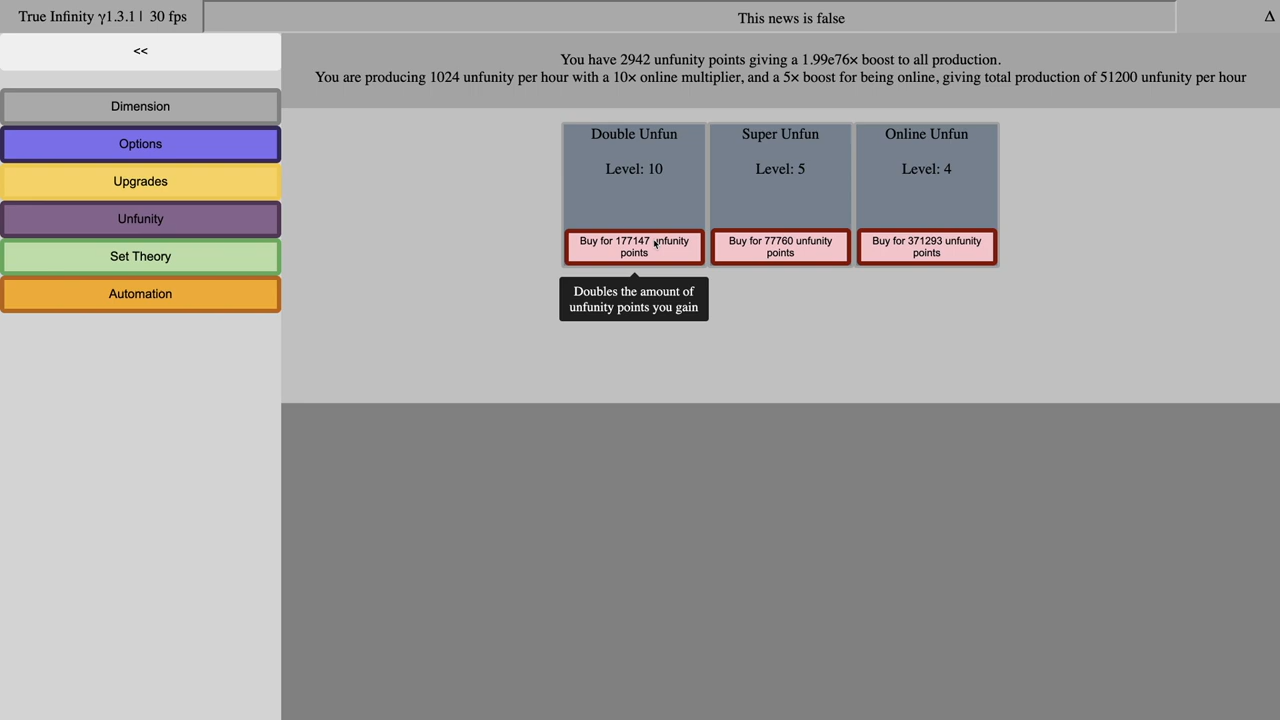 True Infinity γ1.3.1 | 30 fps
This news is false
Δ
<<
Dimension
Options
Upgrades
Unfunity
Set Theory
Automation
You have 2942 unfunity points giving a 1.99e76× boost to all production.
You are producing 1024 unfunity per hour with a 10× online multiplier, and a 5× boost for being online, giving total production of 51200 unfunity per hour
Double Unfun
Level: 10
Buy for 177147 unfunity
points
Super Unfun
Level: 5
Buy for 77760 unfunity
points
Online Unfun
Level: 4
Buy for 371293 unfunity
points
Doubles the amount of
unfunity points you gain